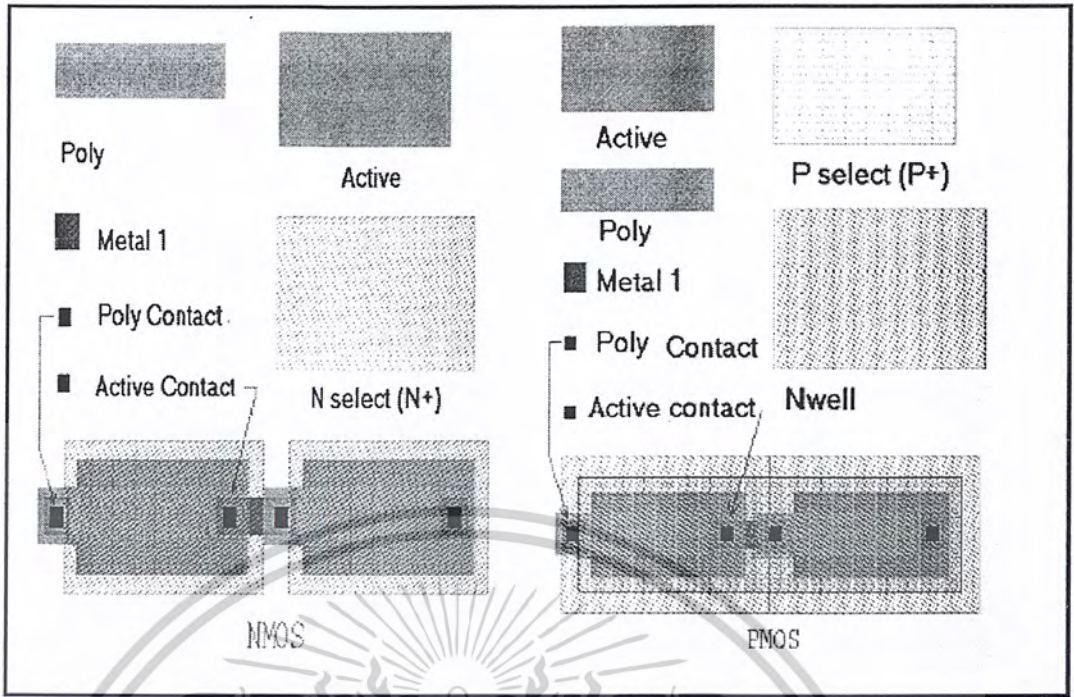 Poly
Active
Metal 1
Poly Contact
Active Contact
N select (N+)
NMOS
Active
P select (P+)
Poly
Metal 1
Poly Contact
Active contact
Nwell
PMOS